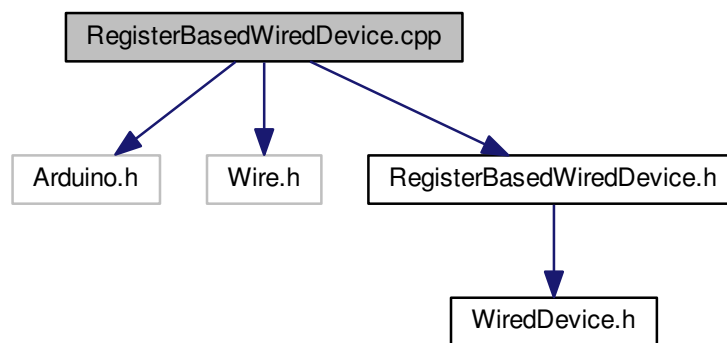 RegisterBasedWiredDevice.cpp
Arduino.h
Wire.h
RegisterBasedWiredDevice.h
WiredDevice.h